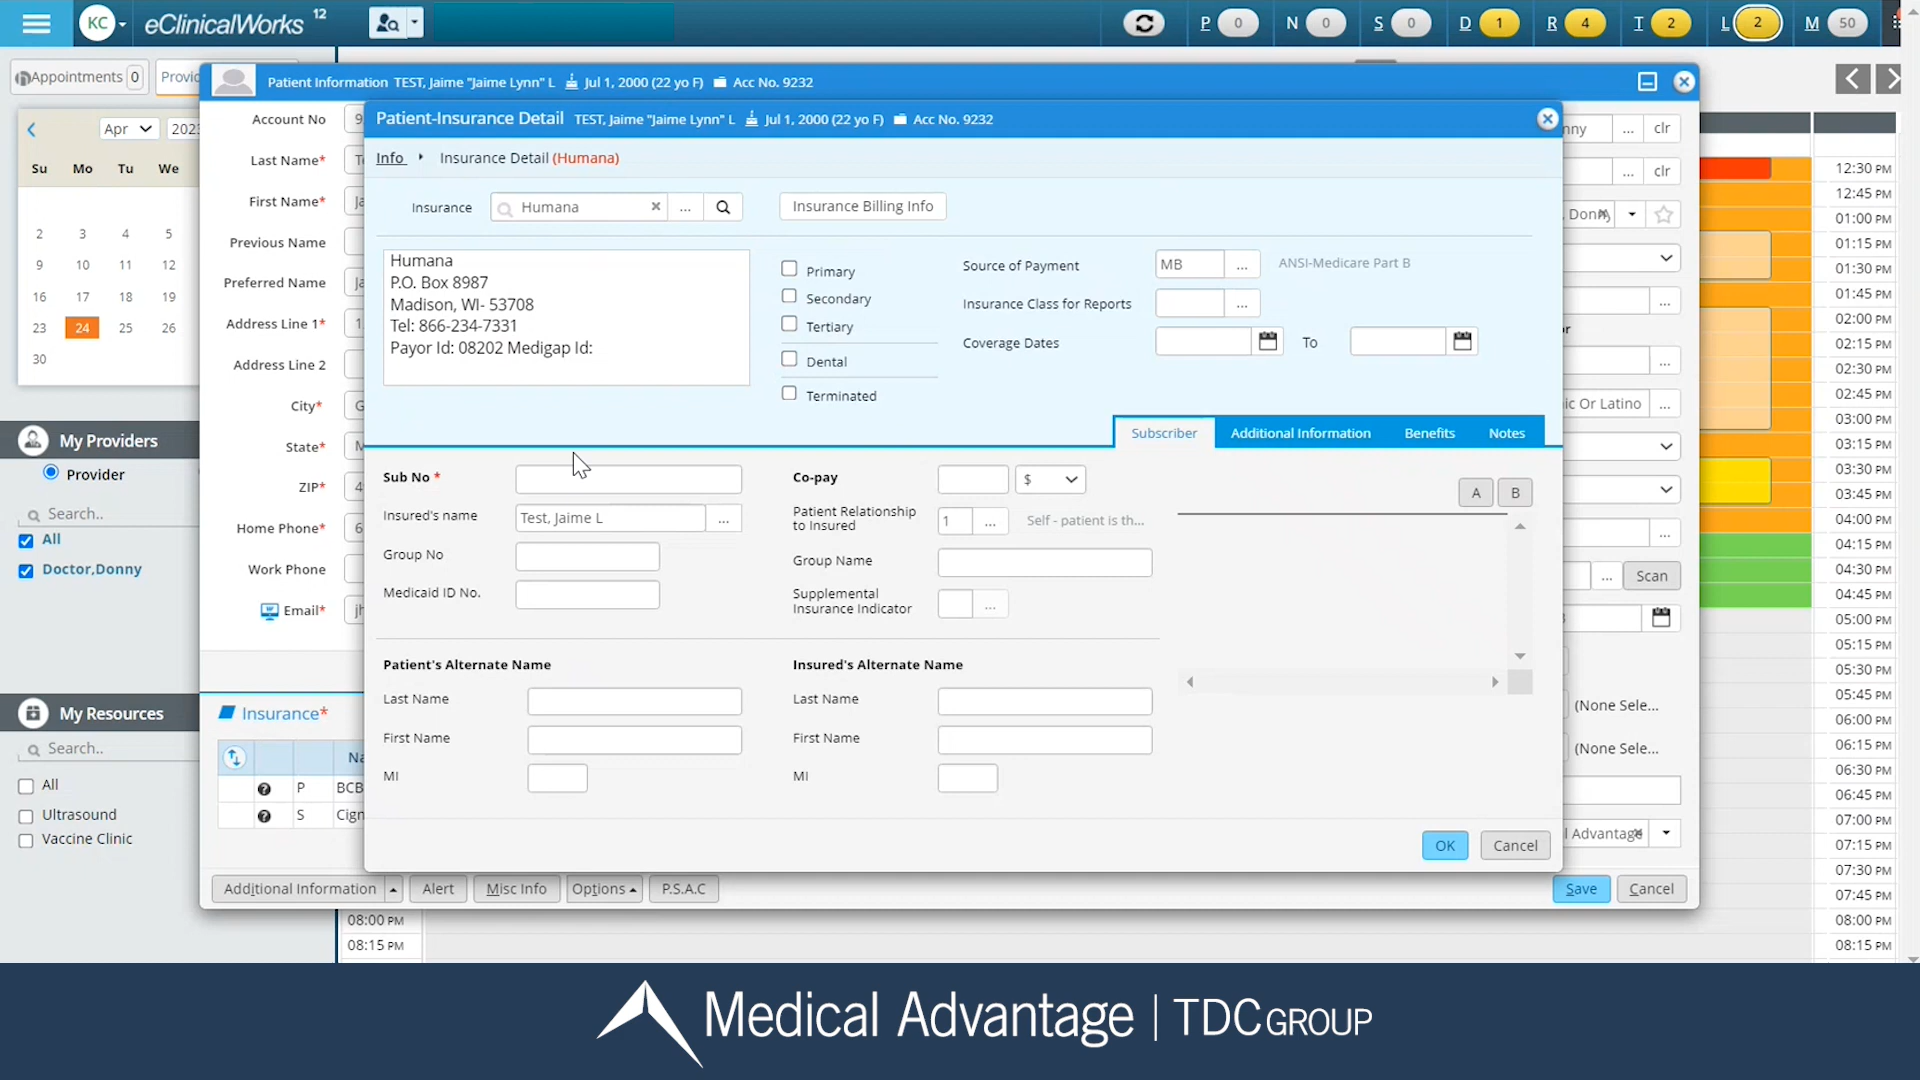 KC
eClinicalWorks 12
P 0
N 0
S 0
D 1
R 4
T 2
L 2
M 50
Appointments 0
Patient Information TEST, Jaime "Jaime Lynn" L Jul 1, 2000 (22 yo F) Acc No. 9232
Patient-Insurance Detail TEST, Jaime "Jaime Lynn" L Jul 1, 2000 (22 yo F) Acc No. 9232
Info Insurance Detail (Humana)
Insurance Humana ... Insurance Billing Info
Humana
P.O. Box 8987
Madison, WI- 53708
Tel: 866-234-7331
Payor Id: 08202 Medigap Id:
Primary
Secondary
Tertiary
Dental
Terminated
Source of Payment MB ... ANSI-Medicare Part B
Insurance Class for Reports ...
Coverage Dates To
Subscriber Additional Information Benefits Notes
Sub No *
Insured's name Test, Jaime L ...
Group No
Medicaid ID No.
Co-pay $
Patient Relationship
to Insured 1 ... Self - patient is th...
Group Name
Supplemental
Insurance Indicator ...
A B
Patient's Alternate Name
Last Name
First Name
MI
Insured's Alternate Name
Last Name
First Name
MI
OK Cancel
Account No 9
Last Name*
First Name*
Previous Name
Preferred Name
Address Line 1* 1
Address Line 2
City* G
State*
ZIP* 4
Home Phone* 6
Work Phone
Email* jh
Insurance*
P BCB
S Cign
Additional Information Alert Misc Info Options P.S.A.C
Save Cancel
... clr
... clr
...
...
ic Or Latino ...
...
... Scan
(None Sele...
(None Sele...
l Advantage
Apr 2023
Su Mo Tu We
2 3 4 5
9 10 11 12
16 17 18 19
23 24 25 26
30
My Providers
Provider
Search..
All
Doctor,Donny
My Resources
Search..
All
Ultrasound
Vaccine Clinic
08:00 PM
08:15 PM
12:30 PM
12:45 PM
01:00 PM
01:15 PM
01:30 PM
01:45 PM
02:00 PM
02:15 PM
02:30 PM
02:45 PM
03:00 PM
03:15 PM
03:30 PM
03:45 PM
04:00 PM
04:15 PM
04:30 PM
04:45 PM
05:00 PM
05:15 PM
05:30 PM
05:45 PM
06:00 PM
06:15 PM
06:30 PM
06:45 PM
07:00 PM
07:15 PM
07:30 PM
07:45 PM
08:00 PM
08:15 PM
Medical Advantage | TDCGROUP